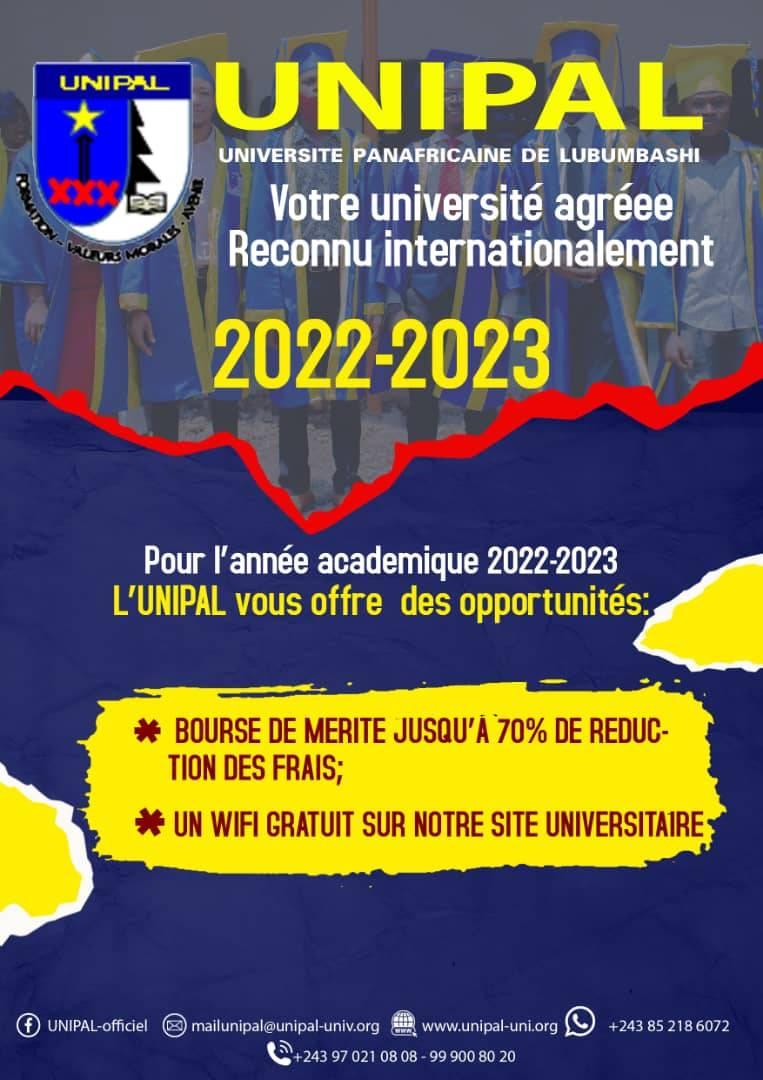 UNIPAL
FORMATION - VALEURS MORALES - AVENIR
UNIPAL
UNIVERSITE PANAFRICAINE DE LUBUMBASHI
Votre université agréee
Reconnu internationalement
2022-2023
Pour l'année academique 2022-2023
L'UNIPAL vous offre des opportunités:
* BOURSE DE MERITE JUSQU'À 70% DE REDUC-
TION DES FRAIS;
* UN WIFI GRATUIT SUR NOTRE SITE UNIVERSITAIRE
UNIPAL-officiel mailunipal@unipal-univ.org www.unipal-uni.org +243 85 218 6072
+243 97 021 08 08 - 99 900 80 20